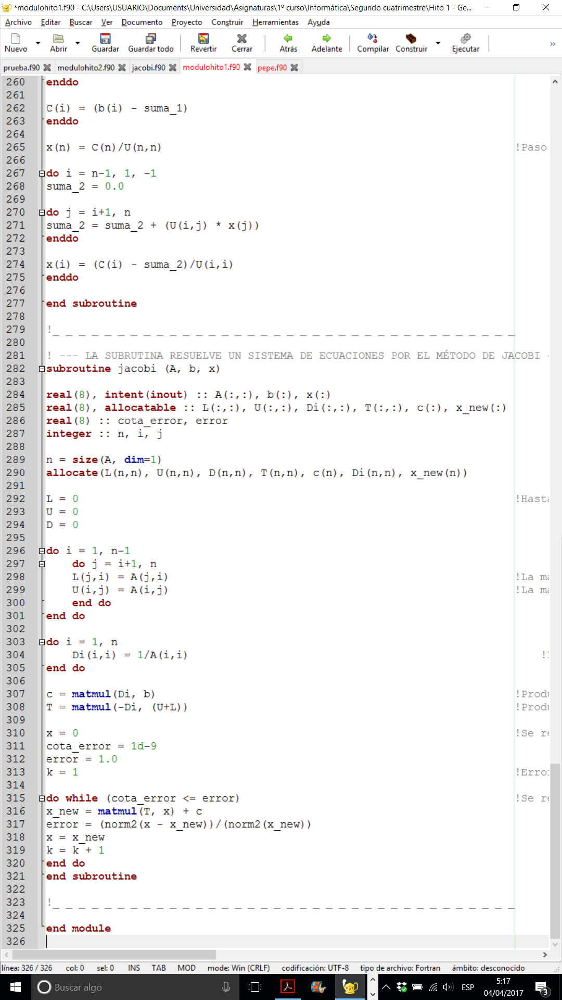 *modulohito1.f90 - C:\Users\USUARIO\Documents\Universidad\Asignaturas\1º curso\Informática\Segundo cuatrimestre\Hito 1 - Ge...
Archivo Editar Buscar Ver Documento Proyecto Construir Herramientas Ayuda
Nuevo Abrir Guardar Guardar todo Revertir Cerrar Atrás Adelante Compilar Construir Ejecutar »
prueba.f90 modulohito2.f90 jacobi.f90 modulohito1.f90 pepe.f90
260 enddo
261
262 C(i) = (b(i) - suma_1)
263 enddo
264
265 x(n) = C(n)/U(n,n) !Paso
266
267 do i = n-1, 1, -1
268 suma_2 = 0.0
269
270 do j = i+1, n
271 suma_2 = suma_2 + (U(i,j) * x(j))
272 enddo
273
274 x(i) = (C(i) - suma_2)/U(i,i)
275 enddo
276
277 end subroutine
278
279 !_ _ _ _ _ _ _ _ _ _ _ _ _ _ _ _ _ _ _ _ _ _ _ _ _ _ _ _ _ _ _ _ _ _ _ _
280
281 ! --- LA SUBRUTINA RESUELVE UN SISTEMA DE ECUACIONES POR EL MÉTODO DE JACOBI -
282 subroutine jacobi (A, b, x)
283
284 real(8), intent(inout) :: A(:,:), b(:), x(:)
285 real(8), allocatable :: L(:,:), U(:,:), Di(:,:), T(:,:), c(:), x_new(:)
286 real(8) :: cota_error, error
287 integer :: n, i, j
288
289 n = size(A, dim=1)
290 allocate(L(n,n), U(n,n), D(n,n), T(n,n), c(n), Di(n,n), x_new(n))
291
292 L = 0 !Hasta
293 U = 0
294 D = 0
295
296 do i = 1, n-1
297 do j = i+1, n
298 L(j,i) = A(j,i) !La ma
299 U(i,j) = A(i,j) !La ma
300 end do
301 end do
302
303 do i = 1, n
304 Di(i,i) = 1/A(i,i) !
305 end do
306
307 c = matmul(Di, b) !Produ
308 T = matmul(-Di, (U+L)) !Produ
309
310 x = 0 !Se re
311 cota_error = 1d-9
312 error = 1.0
313 k = 1 !Error
314
315 do while (cota_error <= error) !Se re
316 x_new = matmul(T, x) + c
317 error = (norm2(x - x_new))/(norm2(x_new))
318 x = x_new
319 k = k + 1
320 end do
321 end subroutine
322
323 !_ _ _ _ _ _ _ _ _ _ _ _ _ _ _ _ _ _ _ _ _ _ _ _ _ _ _ _ _ _ _ _ _ _ _ _
324
325 end module
326
línea: 326 / 326 col: 0 sel: 0 INS TAB MOD mode: Win (CRLF) codificación: UTF-8 tipo de archivo: Fortran ámbito: desconocido
Buscar algo ESP 5:17
04/04/2017 3